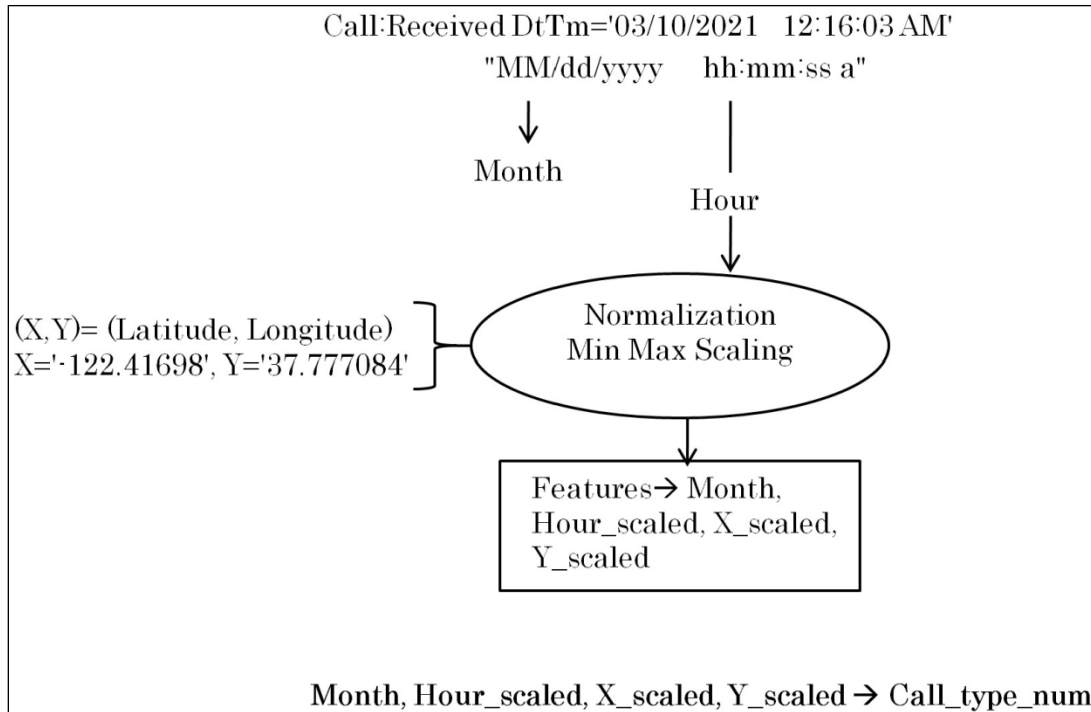 Call:Received DtTm='03/10/2021 12:16:03 AM'
"MM/dd/yyyy hh:mm:ss a"
Month
Hour
(X,Y)= (Latitude, Longitude)
X='-122.41698', Y='37.777084'
Normalization
Min Max Scaling
Features→ Month,
Hour_scaled, X_scaled,
Y_scaled
Month, Hour_scaled, X_scaled, Y_scaled → Call_type_num